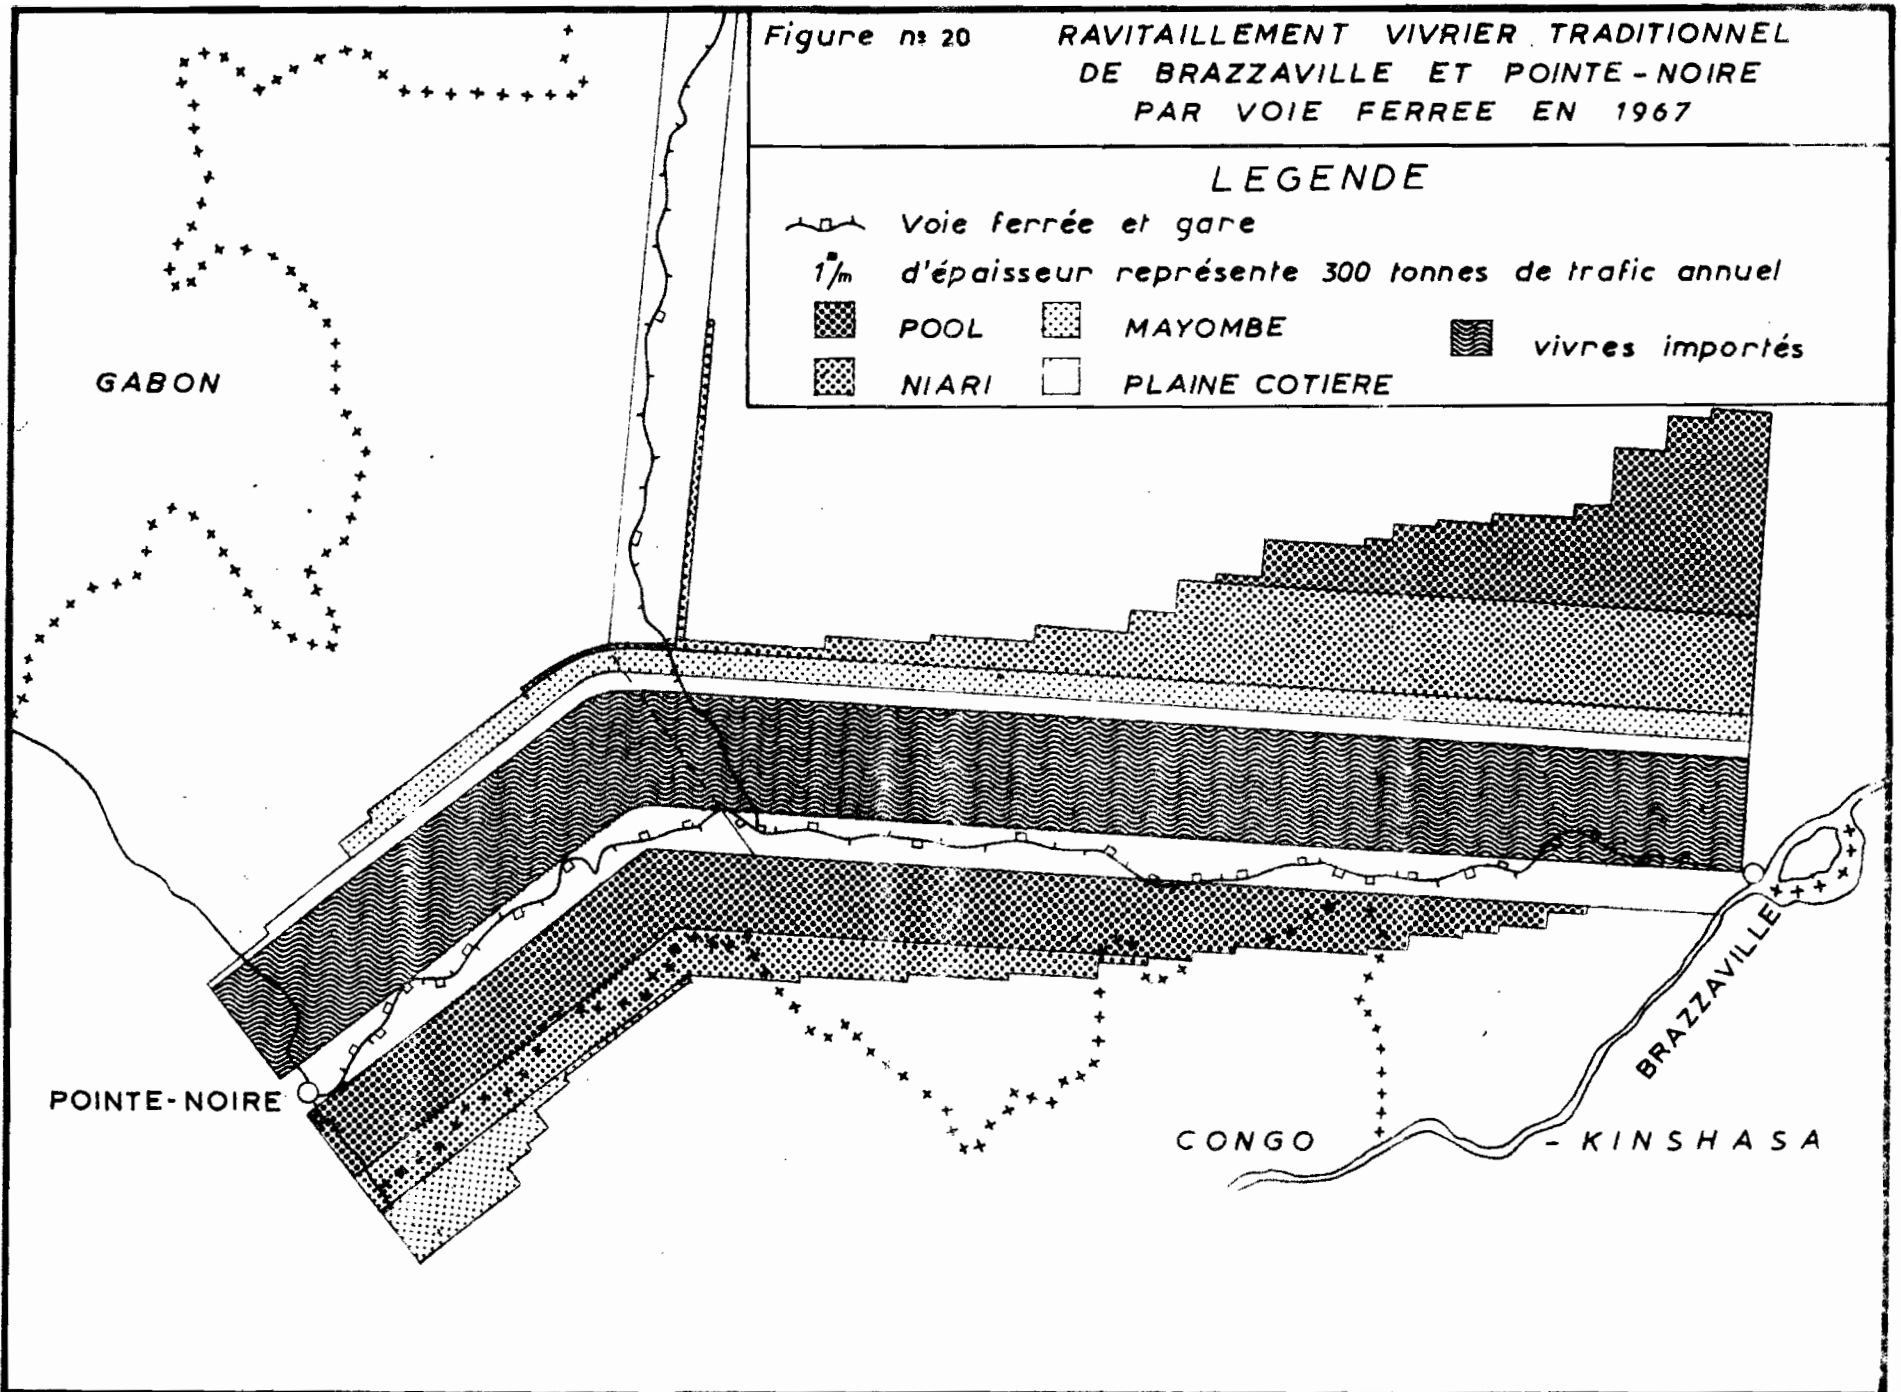 Figure nº 20
RAVITAILLEMENT VIVRIER TRADITIONNEL
DE BRAZZAVILLE ET POINTE-NOIRE
PAR VOIE FERREE EN 1967
LEGENDE
Voie ferrée et gare
1 m/m d'épaisseur représente 300 tonnes de trafic annuel
POOL
MAYOMBE
vivres importés
NIARI
PLAINE COTIERE
GABON
POINTE-NOIRE
BRAZZAVILLE
CONGO - KINSHASA